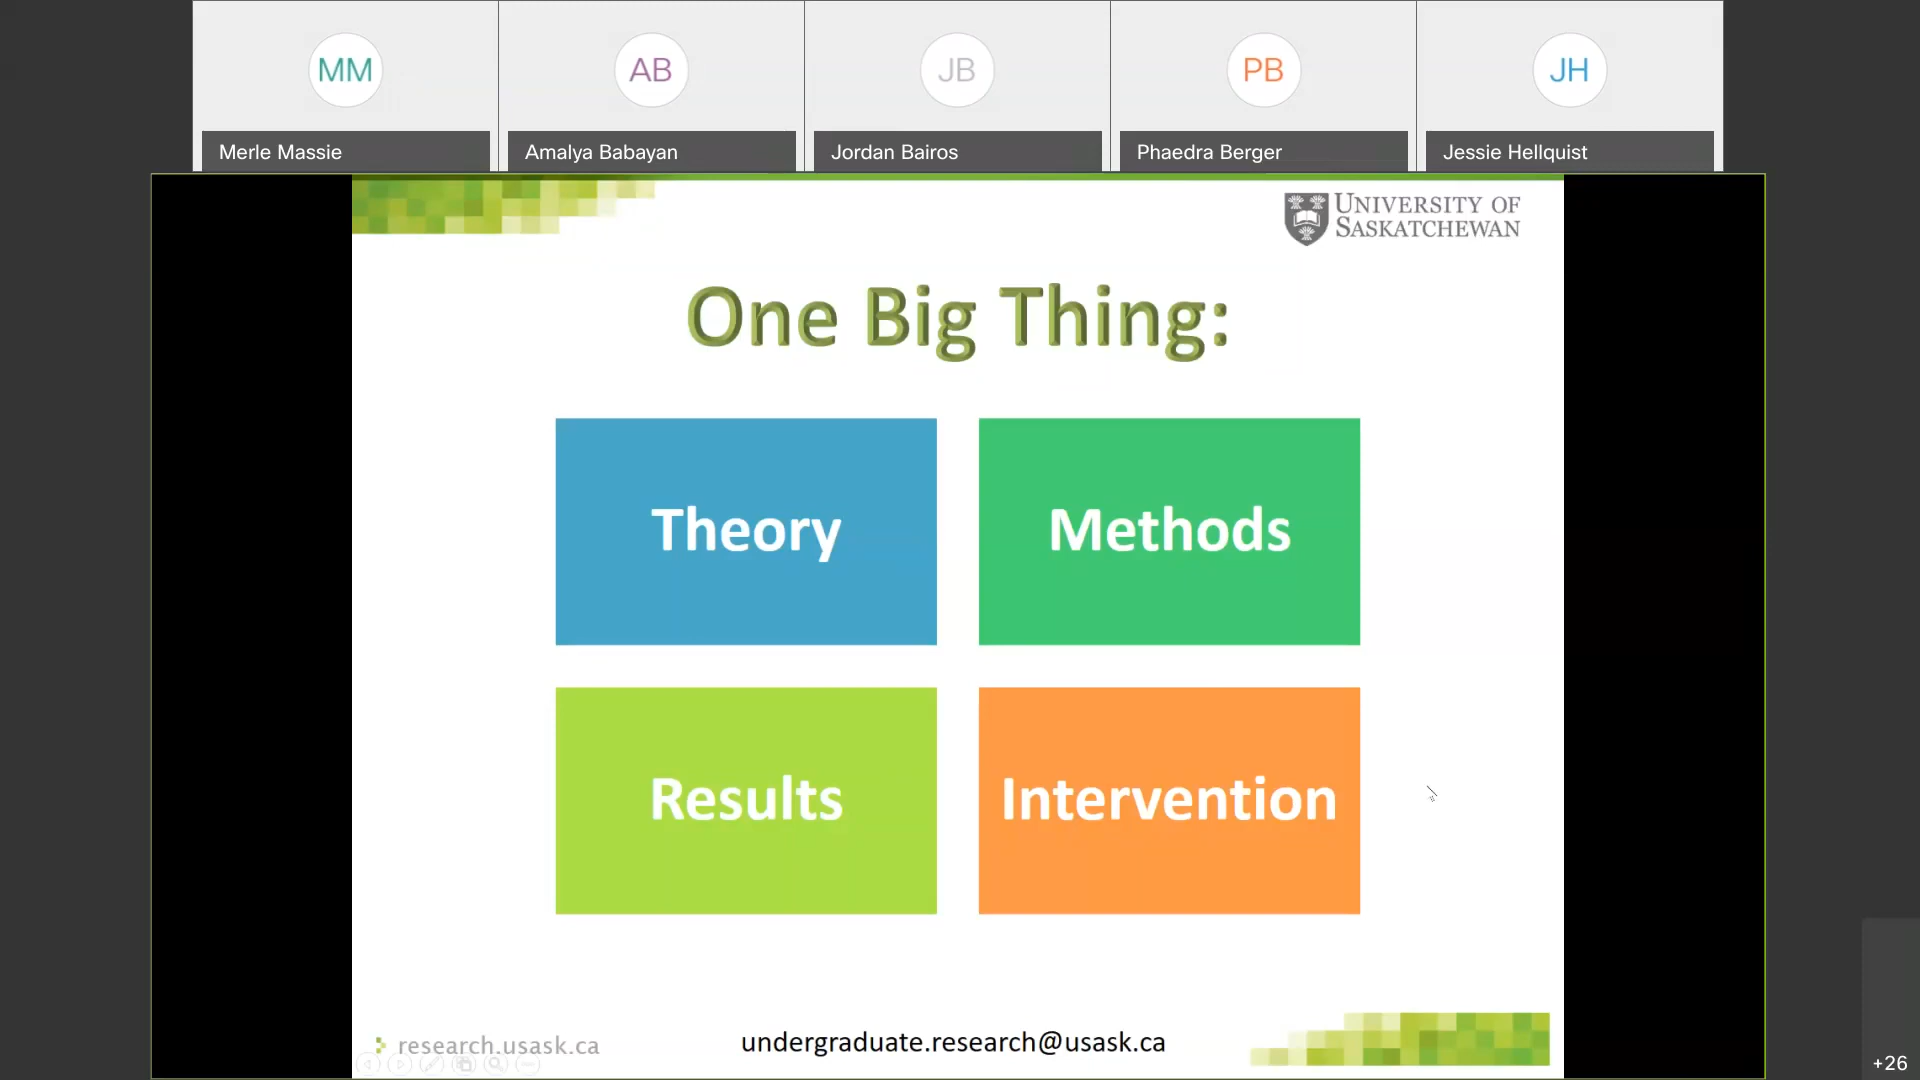 MM
AB
JB
PB
JH
Merle Massie
Amalya Babayan
Jordan Bairos
Phaedra Berger
Jessie Hellquist
UNIVERSITY OF
SASKATCHEWAN
One Big Thing:
Theory
Methods
Results
Intervention
research.usask.ca
undergraduate.research@usask.ca
+26